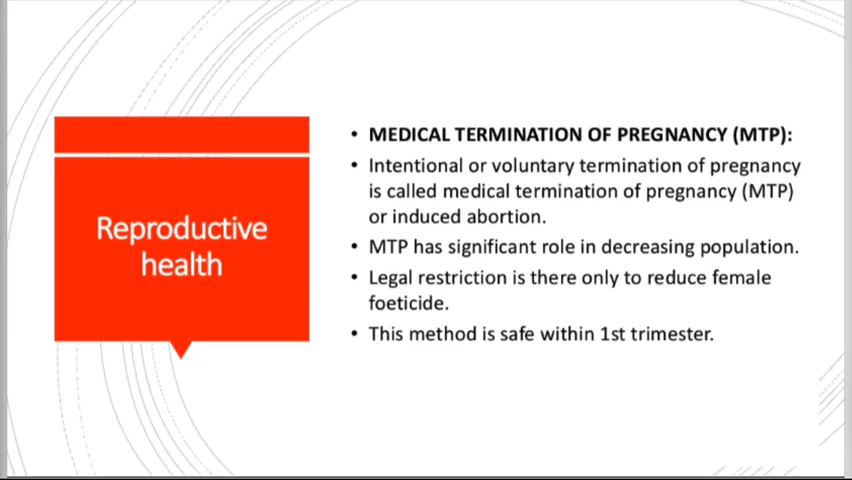 Reproductive
health
• MEDICAL TERMINATION OF PREGNANCY (MTP):
• Intentional or voluntary termination of pregnancy
is called medical termination of pregnancy (MTP)
or induced abortion.
• MTP has significant role in decreasing population.
• Legal restriction is there only to reduce female
foeticide.
• This method is safe within 1st trimester.